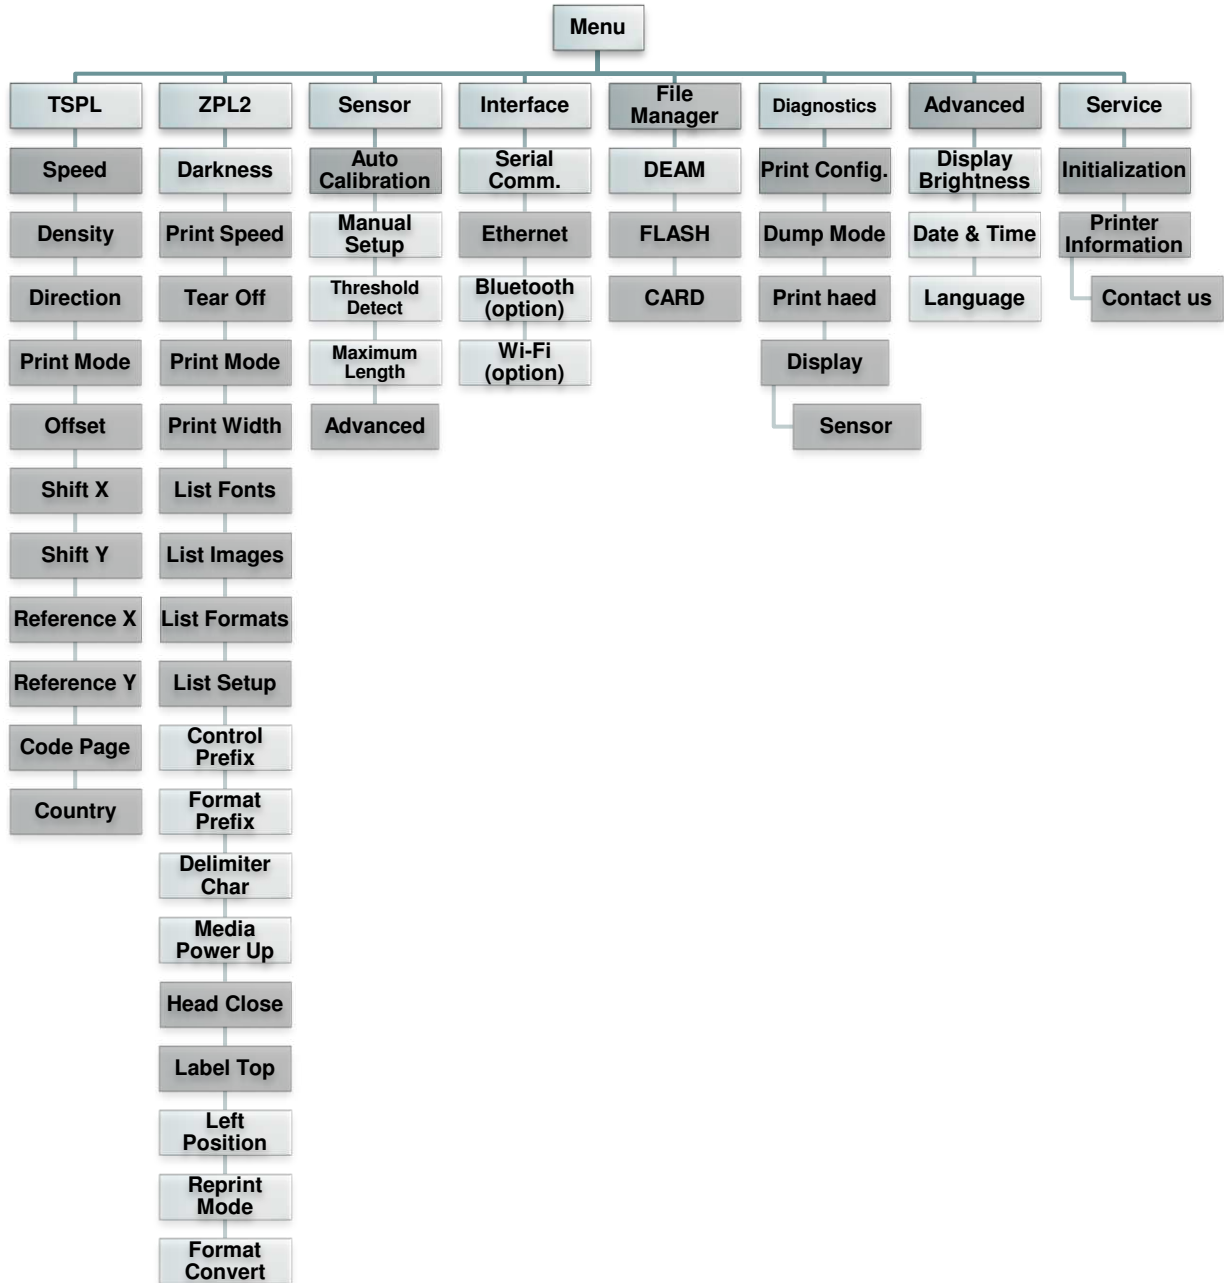 Menu
TSPL
Speed
Density
Direction
Print Mode
Offset
Shift X
Shift Y
Reference X
Reference Y
Code Page
Country
ZPL2
Darkness
Print Speed
Tear Off
Print Mode
Print Width
List Fonts
List Images
List Formats
List Setup
Control
Prefix
Format
Prefix
Delimiter
Char
Media
Power Up
Head Close
Label Top
Left
Position
Reprint
Mode
Format
Convert
Sensor
Auto
Calibration
Manual
Setup
Threshold
Detect
Maximum
Length
Advanced
Interface
Serial
Comm.
Ethernet
Bluetooth
(option)
Wi-Fi
(option)
File
Manager
DEAM
FLASH
CARD
Diagnostics
Print Config.
Dump Mode
Print haed
Display
Sensor
Advanced
Display
Brightness
Date & Time
Language
Service
Initialization
Printer
Information
Contact us